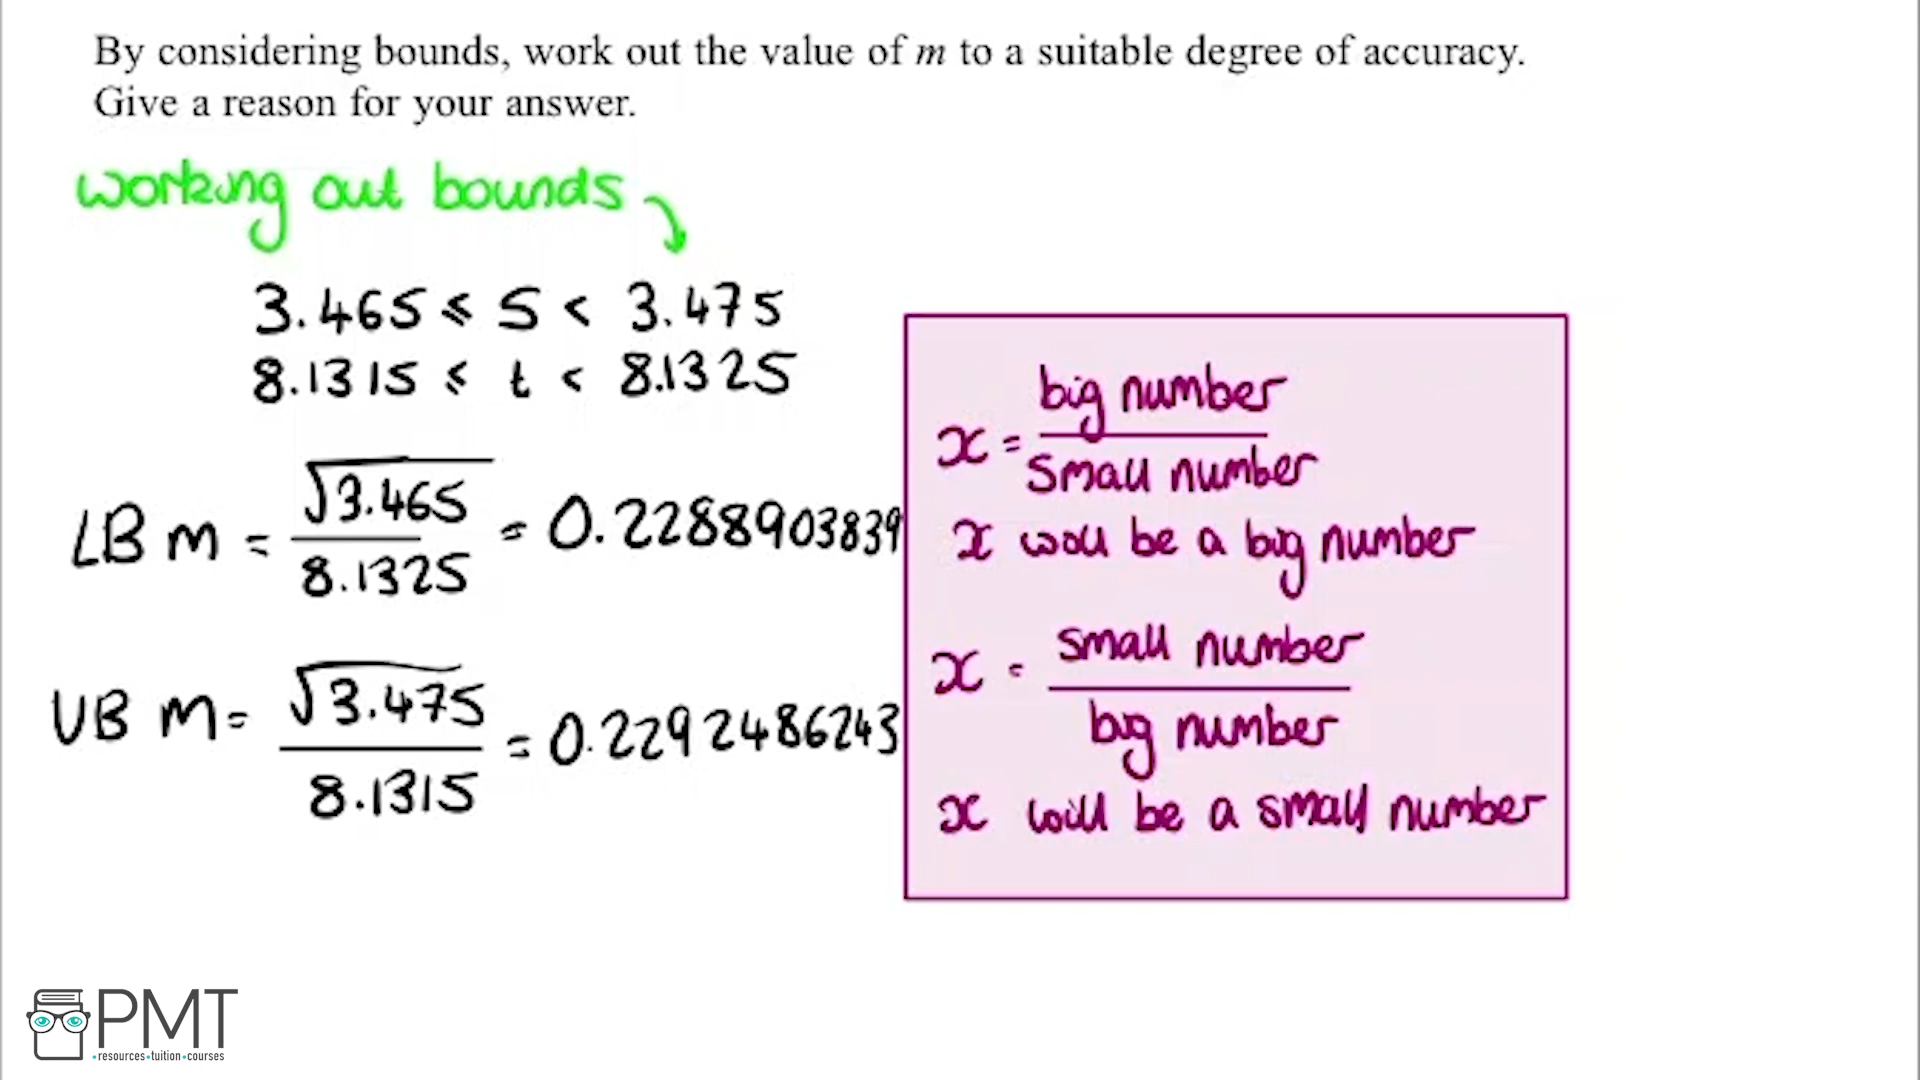 By considering bounds, work out the value of m to a suitable degree of accuracy.
Give a reason for your answer.
working out bounds
3.465 ≤ S < 3.475
8.1315 ≤ t < 8.1325
LB m = √3.465 / 8.1325 = 0.2288903839
UB m = √3.475 / 8.1315 = 0.2292486243
x = big number / small number
x will be a big number
x = small number / big number
x will be a small number
PMT
•resources•tuition•courses